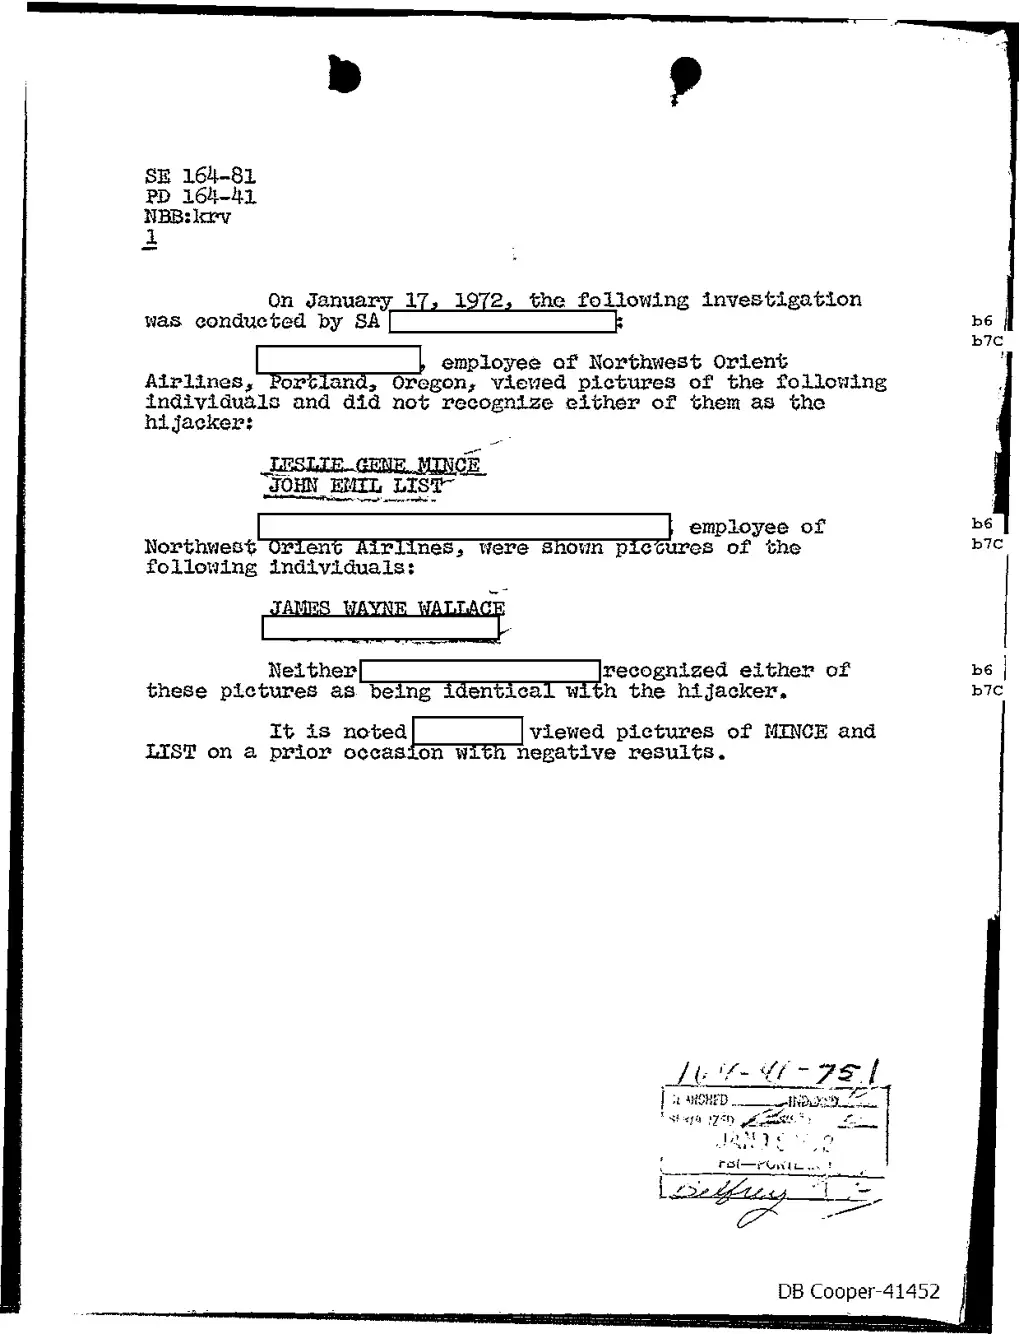 SE 164-81
PD 164-41
NBB:krv
1
On January 17, 1972, the following investigation
was conducted by SA :
b6
b7C
, employee of Northwest Orient
Airlines, Portland, Oregon, viewed pictures of the following
individuals and did not recognize either of them as the
hijacker:
LESLIE GENE MINCE
JOHN EMIL LIST
, employee of
b6
Northwest Orient Airlines, were shown pictures of the
b7C
following individuals:
JAMES WAYNE WALLACE
Neither recognized either of
b6
these pictures as being identical with the hijacker.
b7C
It is noted viewed pictures of MINCE and
LIST on a prior occasion with negative results.
164-41-751
DB Cooper-41452